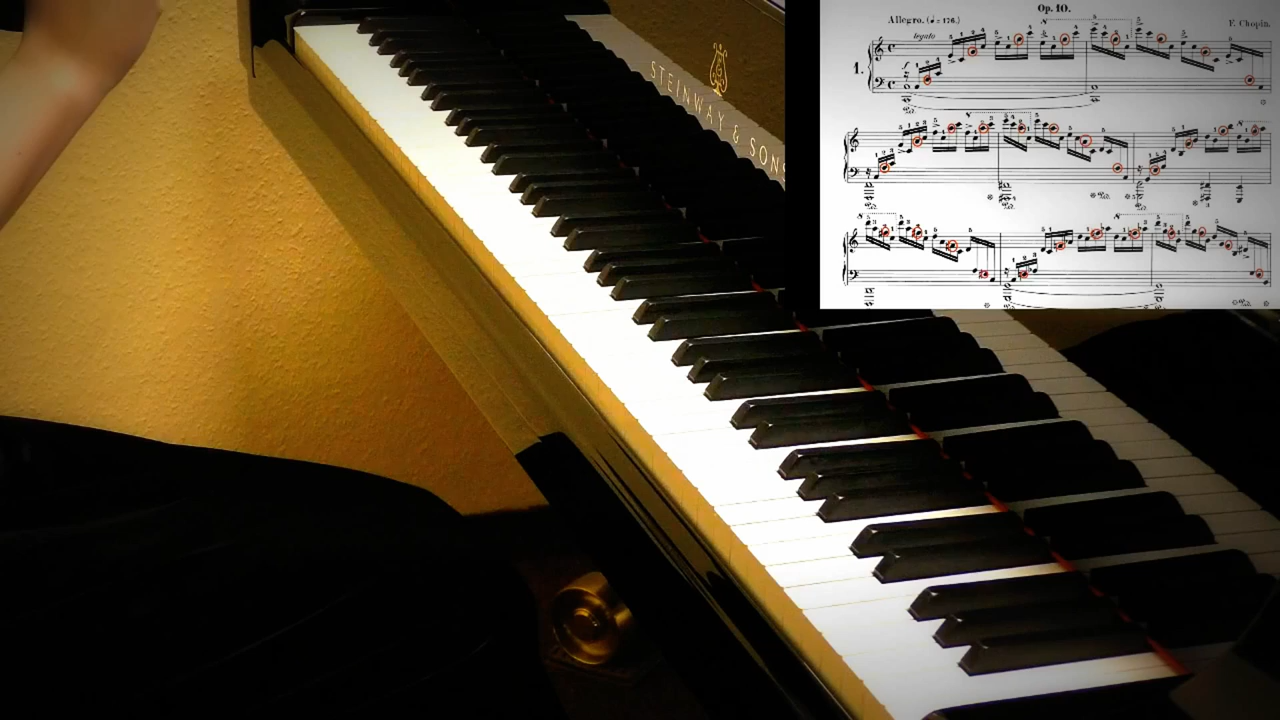 Op. 10.
Allegro. (♩=176.)
F. Chopin.
legato
1.
STEINWAY & SONS